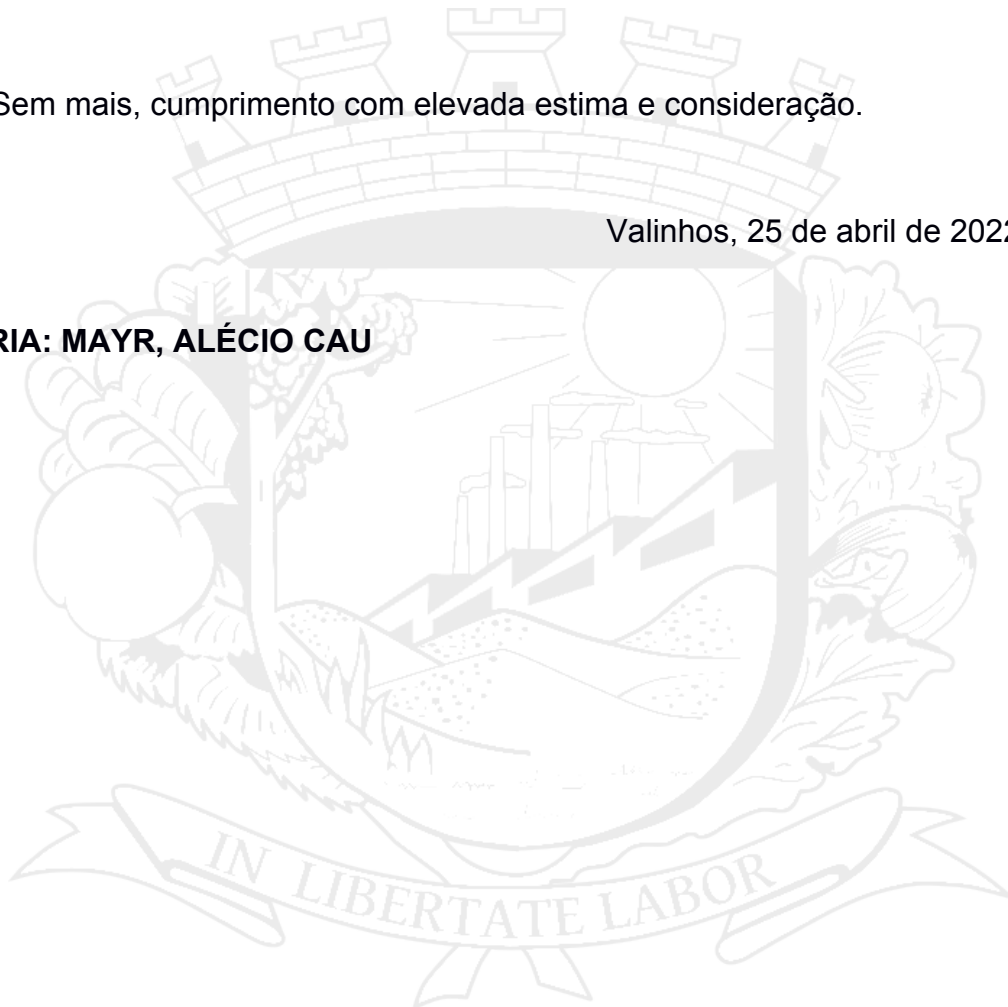 Sem mais, cumprimento com elevada estima e consideração.
Valinhos, 25 de abril de 2022
RIA: MAYR, ALÉCIO CAU
IN LIBERTATE LABOR